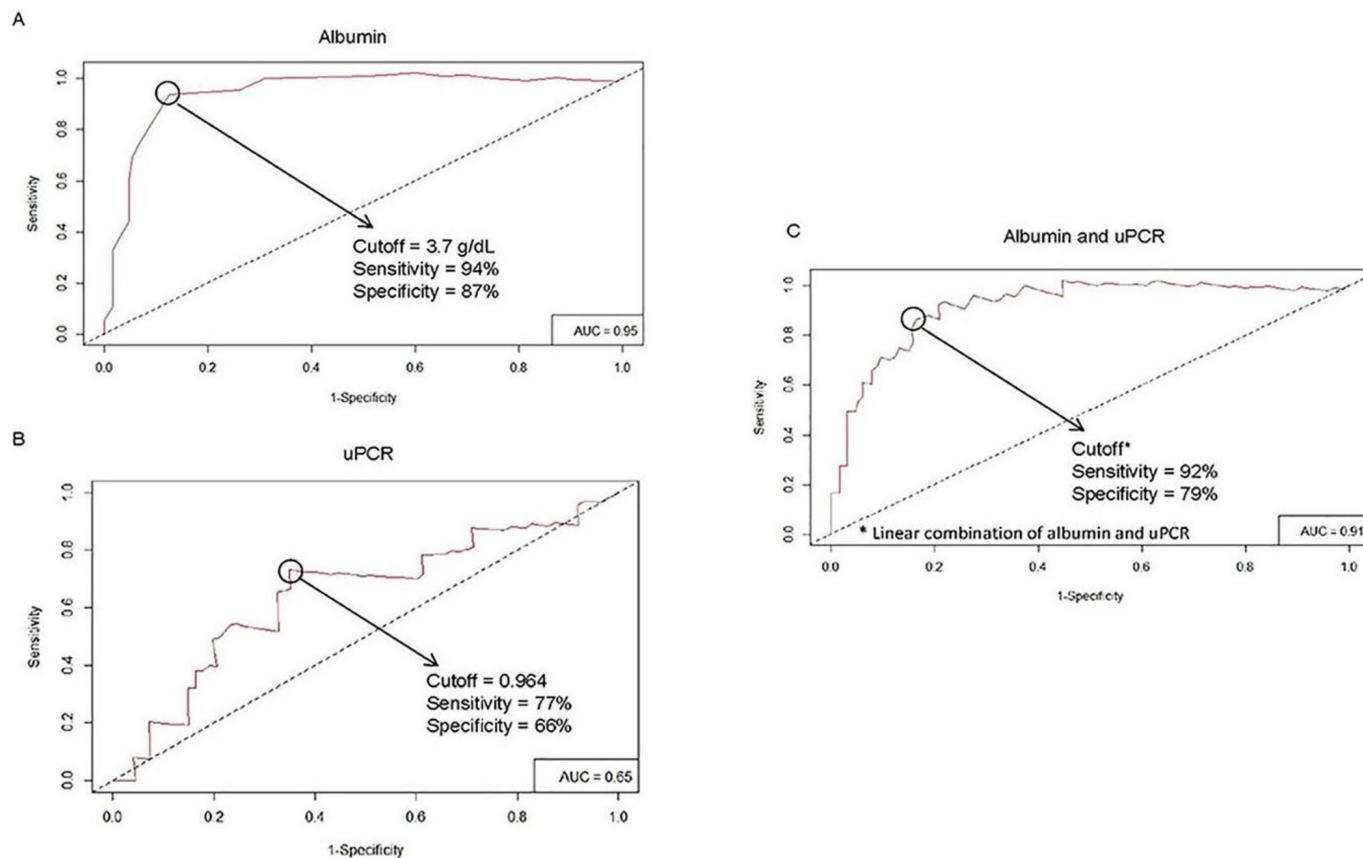 A
Albumin
1.0
0.8
0.6
0.4
0.2
0.0
Sensitivity
Cutoff = 3.7 g/dL
Sensitivity = 94%
Specificity = 87%
AUC = 0.95
0.0 0.2 0.4 0.6 0.8 1.0
1-Specificity
B
uPCR
1.0
0.8
0.6
0.4
0.2
0.0
Sensitivity
Cutoff = 0.964
Sensitivity = 77%
Specificity = 66%
AUC = 0.65
0.0 0.2 0.4 0.6 0.8 1.0
1-Specificity
C
Albumin and uPCR
1.0
0.8
0.6
0.4
0.2
0.0
Sensitivity
Cutoff*
Sensitivity = 92%
Specificity = 79%
* Linear combination of albumin and uPCR
AUC = 0.91
0.0 0.2 0.4 0.6 0.8 1.0
1-Specificity